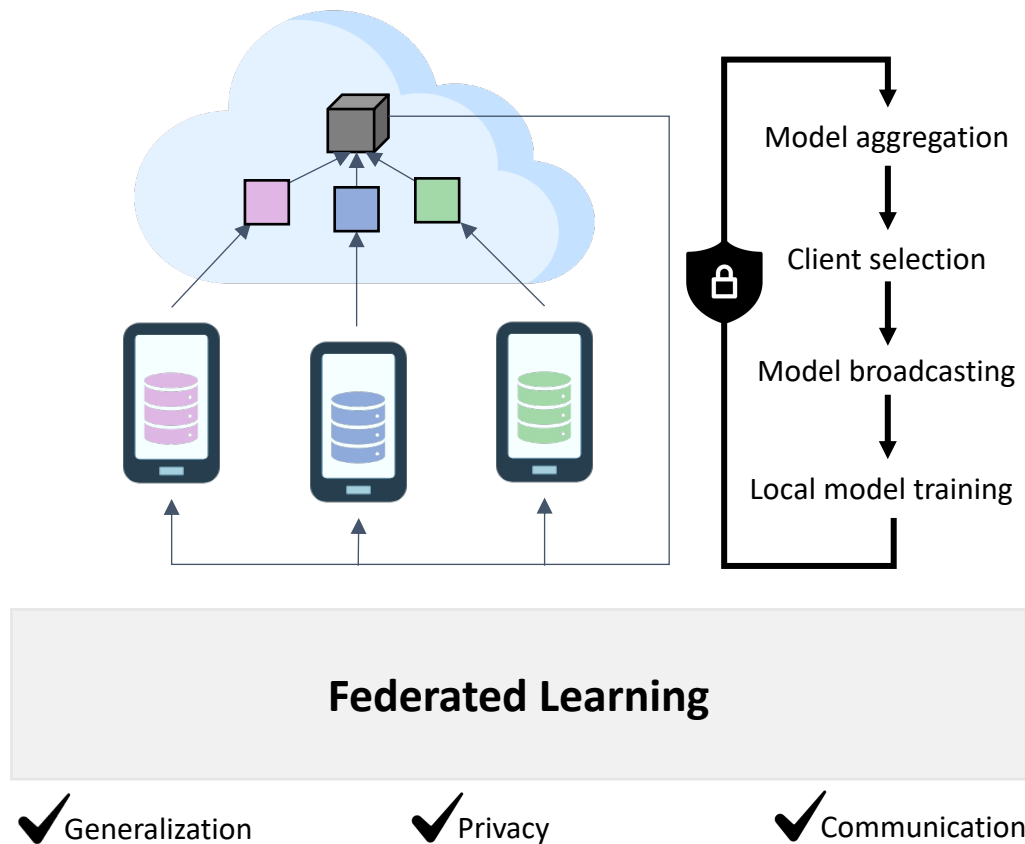 Model aggregation
Client selection
Model broadcasting
Local model training
Federated Learning
Generalization
Privacy
Communication